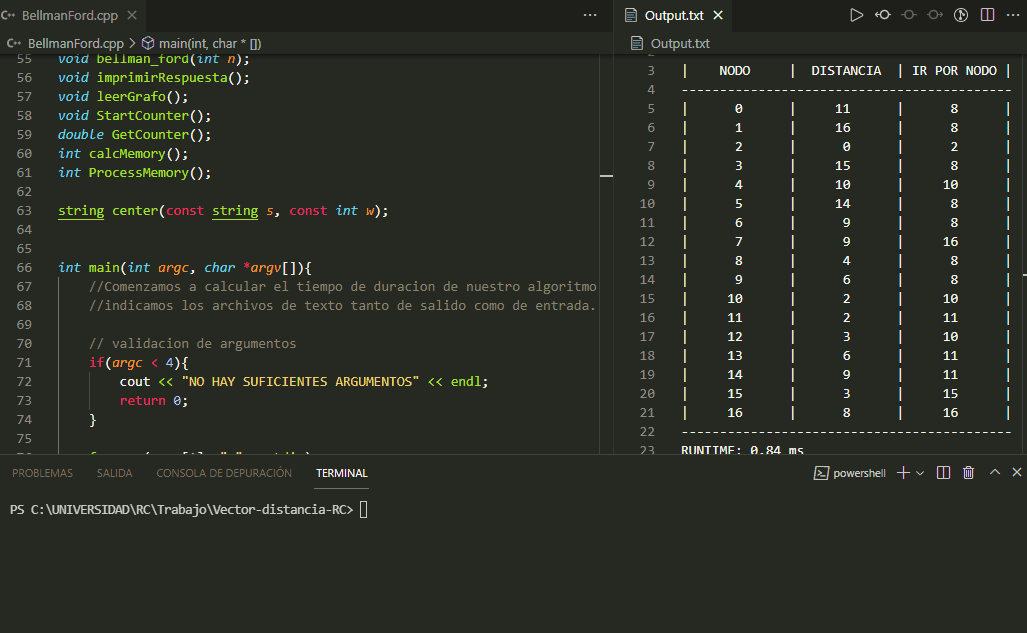 BellmanFord.cpp
BellmanFord.cpp > main(int, char * [])
55 void bellman_ford(int n);
56 void imprimirRespuesta();
57 void leerGrafo();
58 void StartCounter();
59 double GetCounter();
60 int calcMemory();
61 int ProcessMemory();
62
63 string center(const string s, const int w);
64
65
66 int main(int argc, char *argv[]){
67 //Comenzamos a calcular el tiempo de duracion de nuestro algoritmo
68 //indicamos los archivos de texto tanto de salido como de entrada.
69
70 // validacion de argumentos
71 if(argc < 4){
72 cout << "NO HAY SUFICIENTES ARGUMENTOS" << endl;
73 return 0;
74 }
75
Output.txt
Output.txt
3 | NODO | DISTANCIA | IR POR NODO |
4 -------------------------------------------
5 | 0 | 11 | 8 |
6 | 1 | 16 | 8 |
7 | 2 | 0 | 2 |
8 | 3 | 15 | 8 |
9 | 4 | 10 | 10 |
10 | 5 | 14 | 8 |
11 | 6 | 9 | 8 |
12 | 7 | 9 | 16 |
13 | 8 | 4 | 8 |
14 | 9 | 6 | 8 |
15 | 10 | 2 | 10 |
16 | 11 | 2 | 11 |
17 | 12 | 3 | 10 |
18 | 13 | 6 | 11 |
19 | 14 | 9 | 11 |
20 | 15 | 3 | 15 |
21 | 16 | 8 | 16 |
22 -------------------------------------------
23 RUNTIME: 0.84 ms
PROBLEMAS SALIDA CONSOLA DE DEPURACIÓN TERMINAL
powershell
PS C:\UNIVERSIDAD\RC\Trabajo\Vector-distancia-RC>